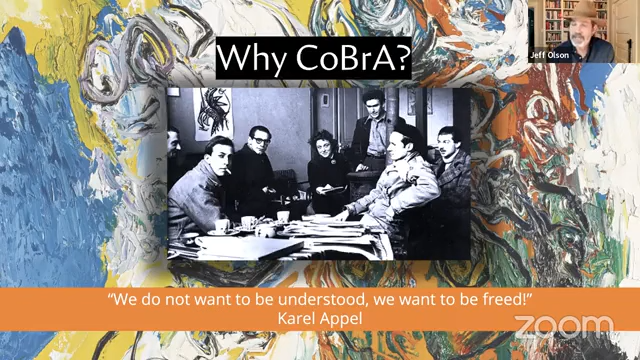 Why CoBrA?
Jeff Olson
“We do not want to be understood, we want to be freed!”
Karel Appel
zoom